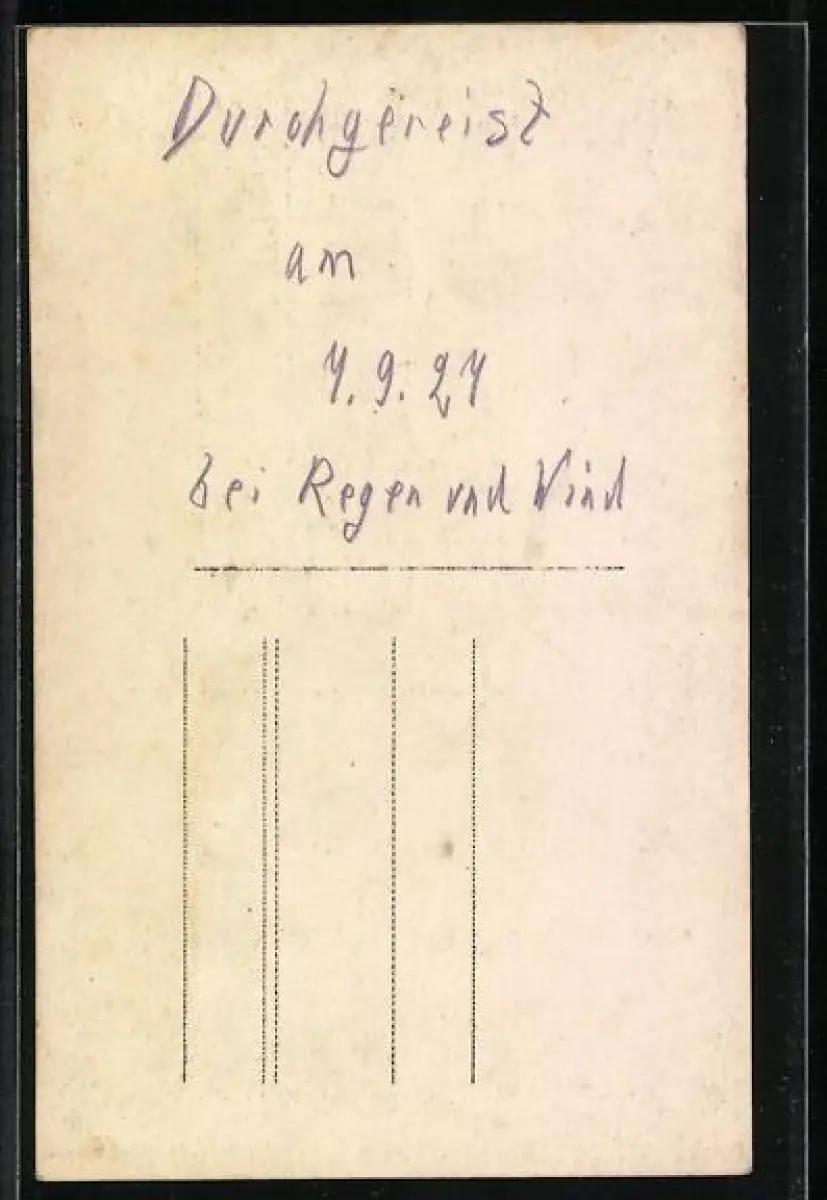 Durchgereist
am
4.9.24
bei Regen und Wind